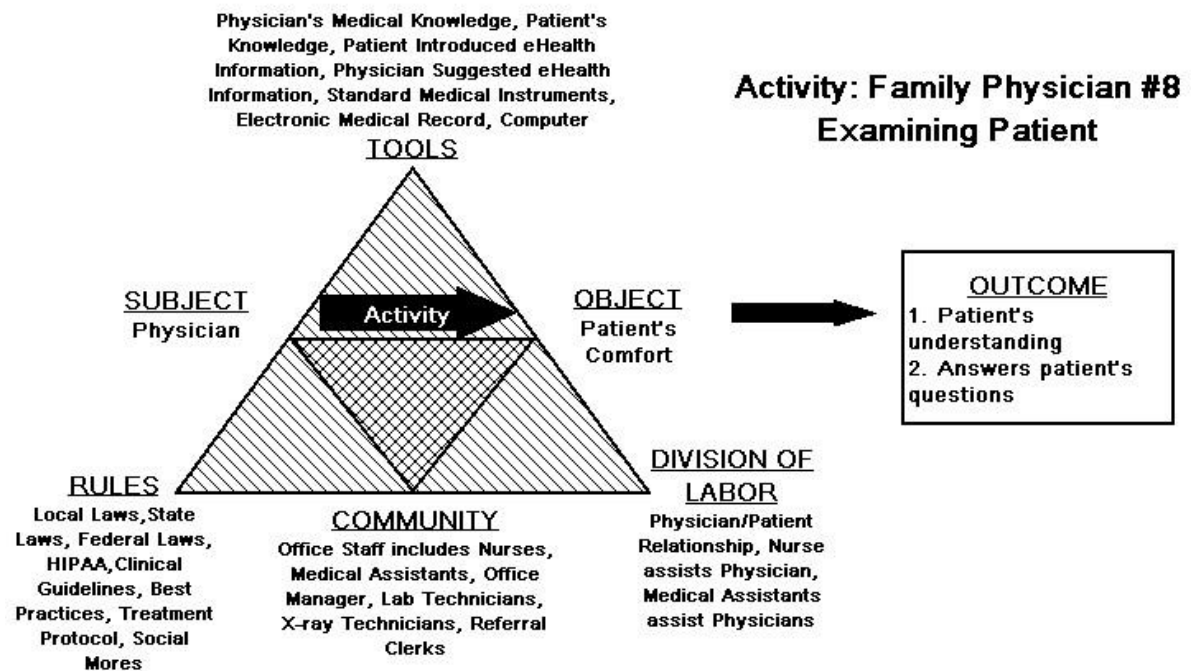 Physician's Medical Knowledge, Patient's
Knowledge, Patient Introduced eHealth
Information, Physician Suggested eHealth
Information, Standard Medical Instruments,
Electronic Medical Record, Computer
TOOLS
Activity: Family Physician #8
Examining Patient
SUBJECT
Physician
Activity
OBJECT
Patient's
Comfort
OUTCOME
1. Patient's
understanding
2. Answers patient's
questions
RULES
Local Laws,State
Laws, Federal Laws,
HIPAA,Clinical
Guidelines, Best
Practices, Treatment
Protocol, Social
Mores
COMMUNITY
Office Staff includes Nurses,
Medical Assistants, Office
Manager, Lab Technicians,
X-ray Technicians, Referral
Clerks
DIVISION OF
LABOR
Physician/Patient
Relationship, Nurse
assists Physician,
Medical Assistants
assist Physicians